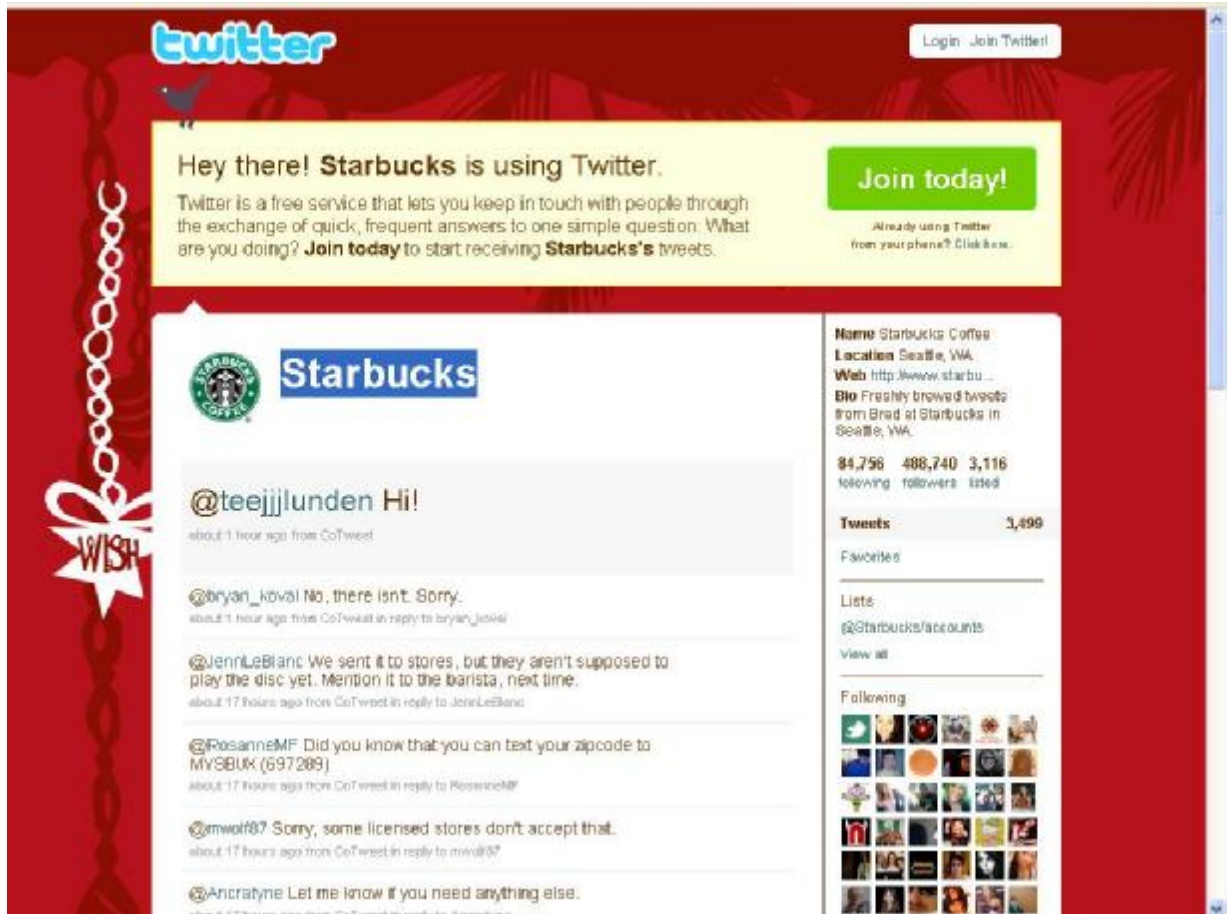 twitter
Login Join Twitter!
Hey there! Starbucks is using Twitter.
Twitter is a free service that lets you keep in touch with people through
the exchange of quick, frequent answers to one simple question: What
are you doing? Join today to start receiving Starbucks's tweets.
Join today!
Already using Twitter
from your phone? Click here.
WISH
STARBUCKS
COFFEE
Starbucks
@teejjjlunden Hi!
about 1 hour ago from CoTweet
@bryan_koval No, there isn't. Sorry.
about 1 hour ago from CoTweet in reply to bryan_koval
@JennLeBlanc We sent it to stores, but they aren't supposed to
play the disc yet. Mention it to the barista, next time.
about 17 hours ago from CoTweet in reply to JennLeBlanc
@RosanneMF Did you know that you can text your zipcode to
MYSBUX (697289)
about 17 hours ago from CoTweet in reply to RosanneMF
@mwolf87 Sorry, some licensed stores don't accept that.
about 17 hours ago from CoTweet in reply to mwolf87
@Ancratyne Let me know if you need anything else.
Name Starbucks Coffee
Location Seattle, WA
Web http://www.starbu...
Bio Freshly brewed tweets
from Brad at Starbucks in
Seattle, WA.
84,756 488,740 3,116
following followers listed
Tweets 3,499
Favorites
Lists
@Starbucks/accounts
View all
Following